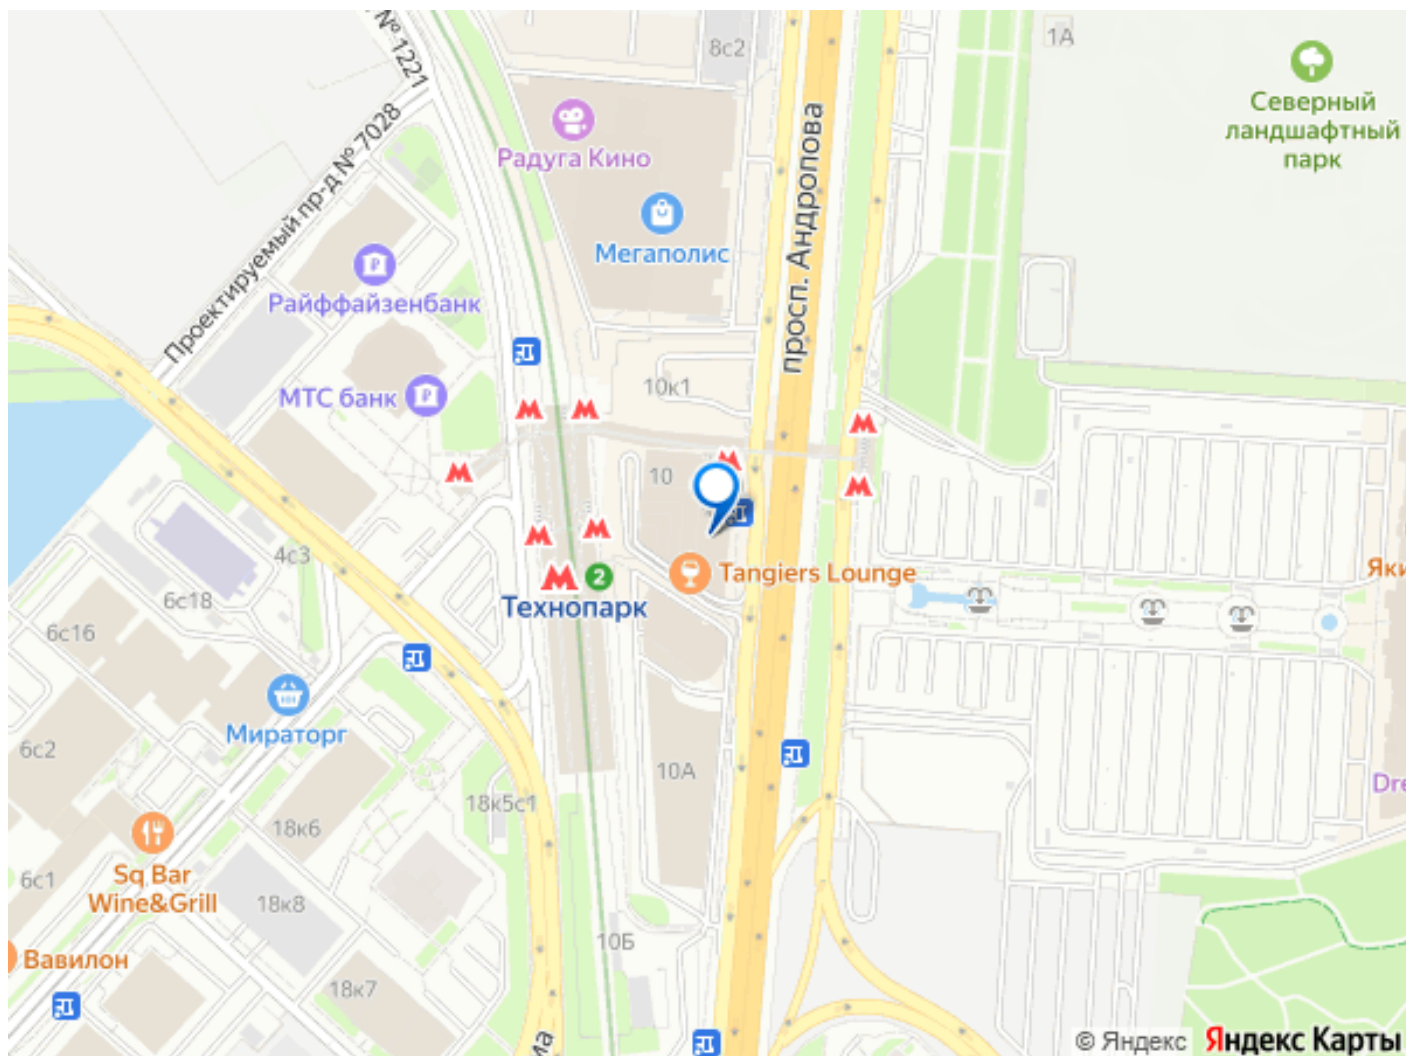 № 1221
8с2
1А
Северный
ландшафтный
парк
Проектируемый пр-д № 7028
Радуга Кино
просп. Андропова
Мегаполис
Райффайзенбанк
10к1
МТС банк
10
4с3
2
Tangiers Lounge
Технопарк
6с18
6с16
Мираторг
6с2
10А
18к5с1
18к6
Sq Bar
Wine&Grill
6с1
18к8
10Б
Вавилон
18к7
© Яндекс Яндекс Карты